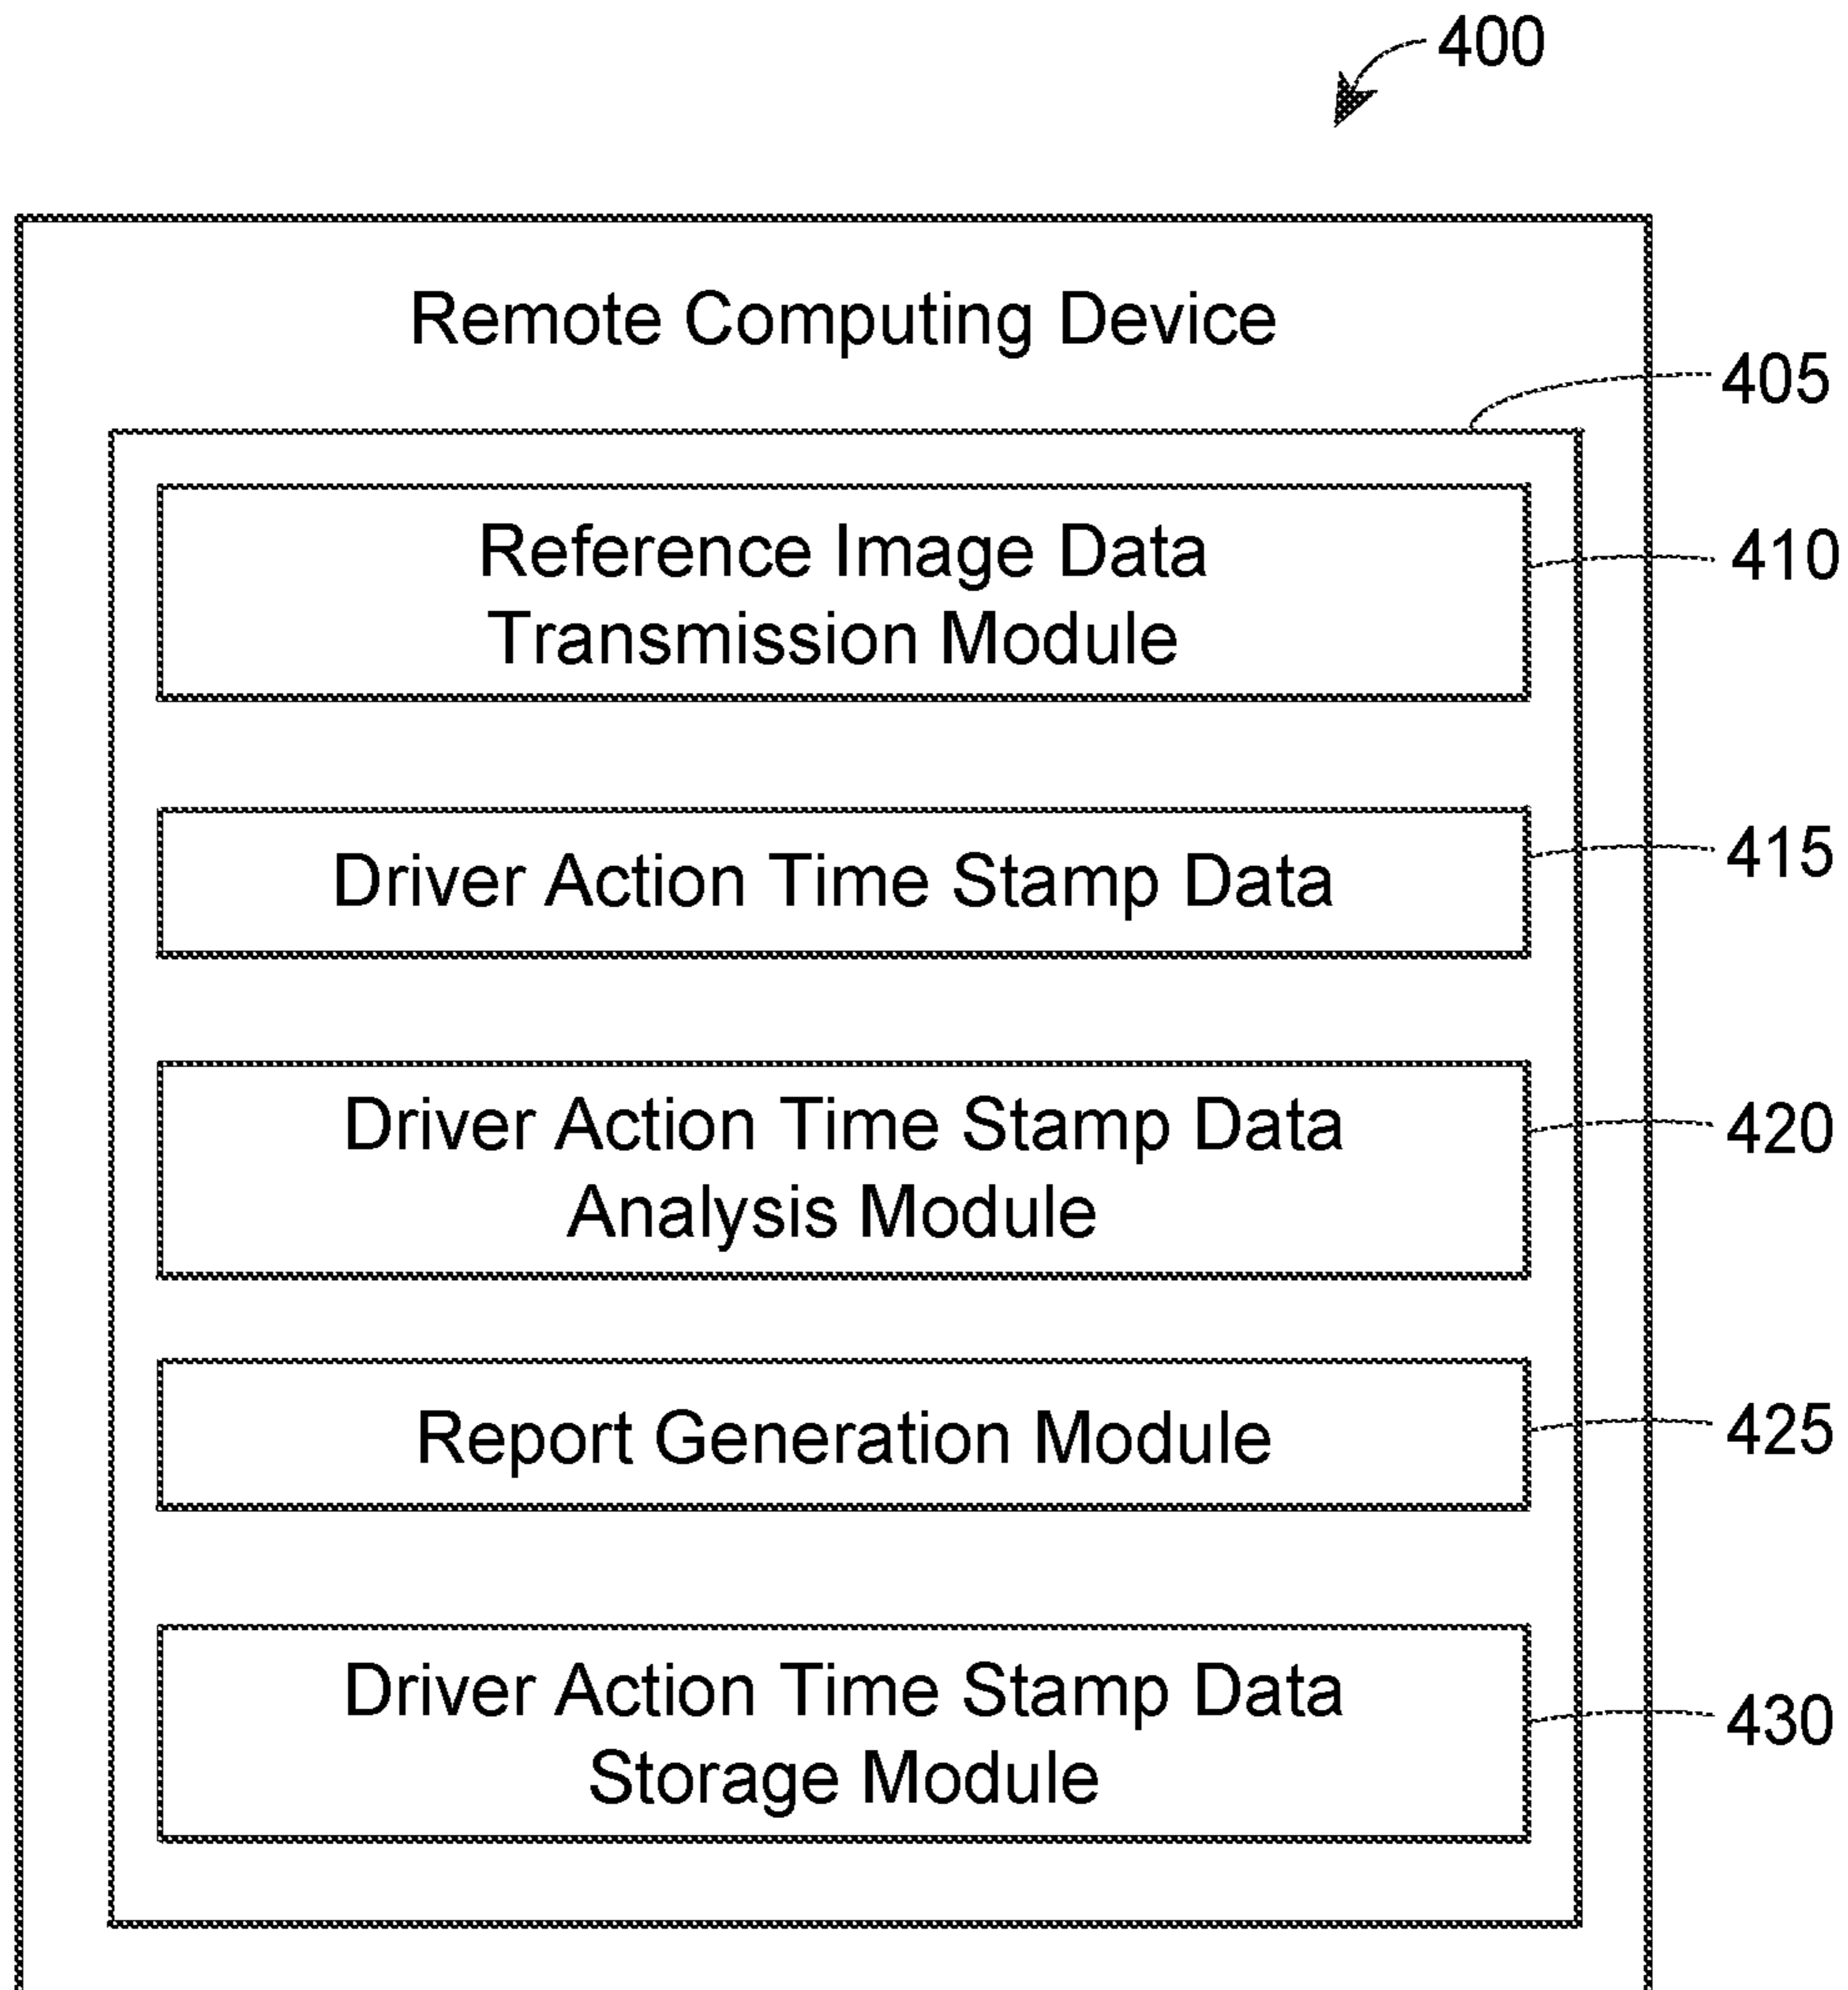 400
Remote Computing Device
405
Reference Image Data
Transmission Module
410
Driver Action Time Stamp Data
415
Driver Action Time Stamp Data
Analysis Module
420
Report Generation Module
425
Driver Action Time Stamp Data
Storage Module
430